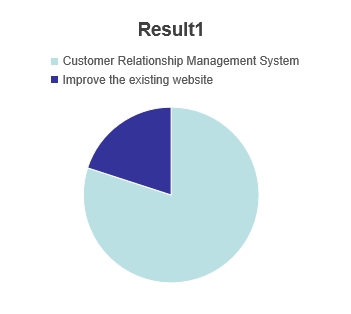 Result1
Customer Relationship Management System
Improve the existing website